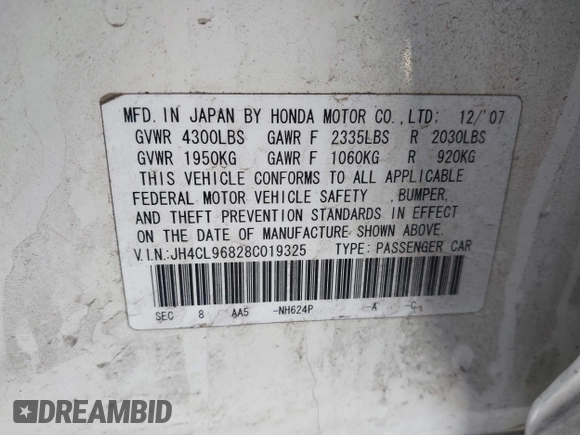 MFD. IN JAPAN BY HONDA MOTOR CO.,LTD: 12/'07
GVWR 4300LBS GAWR F 2335LBS R 2030LBS
GVWR 1950KG GAWR F 1060KG R 920KG
THIS VEHICLE CONFORMS TO ALL APPLICABLE
FEDERAL MOTOR VEHICLE SAFETY ,BUMPER,
AND THEFT PREVENTION STANDARDS IN EFFECT
ON THE DATE OF MANUFACTURE SHOWN ABOVE.
V.I.N:JH4CL96828C019325 TYPE:PASSENGER CAR
SEC 8 AA5 -NH624P -A -C
DREAMBID